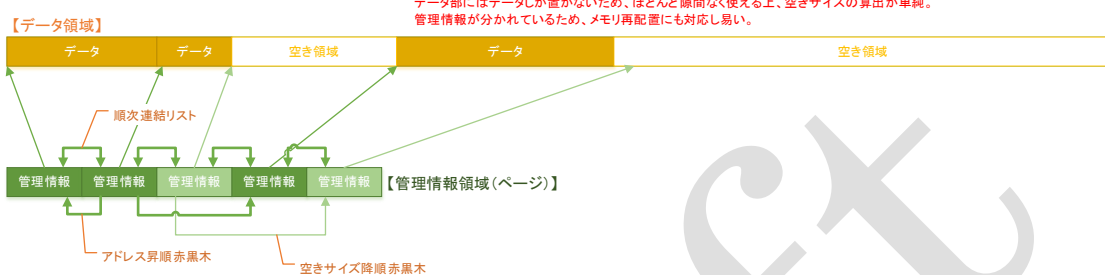 データ部にはデータしか置かないため、ほとんど隙間なく使える上、空きサイズの算出が単純。
管理情報が分かれているため、メモリ再配置にも対応し易い。
【データ領域】
データ データ 空き領域 データ 空き領域
順次連結リスト
管理情報 管理情報 管理情報 管理情報 管理情報 【管理情報領域(ページ)】
アドレス昇順赤黒木
空きサイズ降順赤黒木
ft